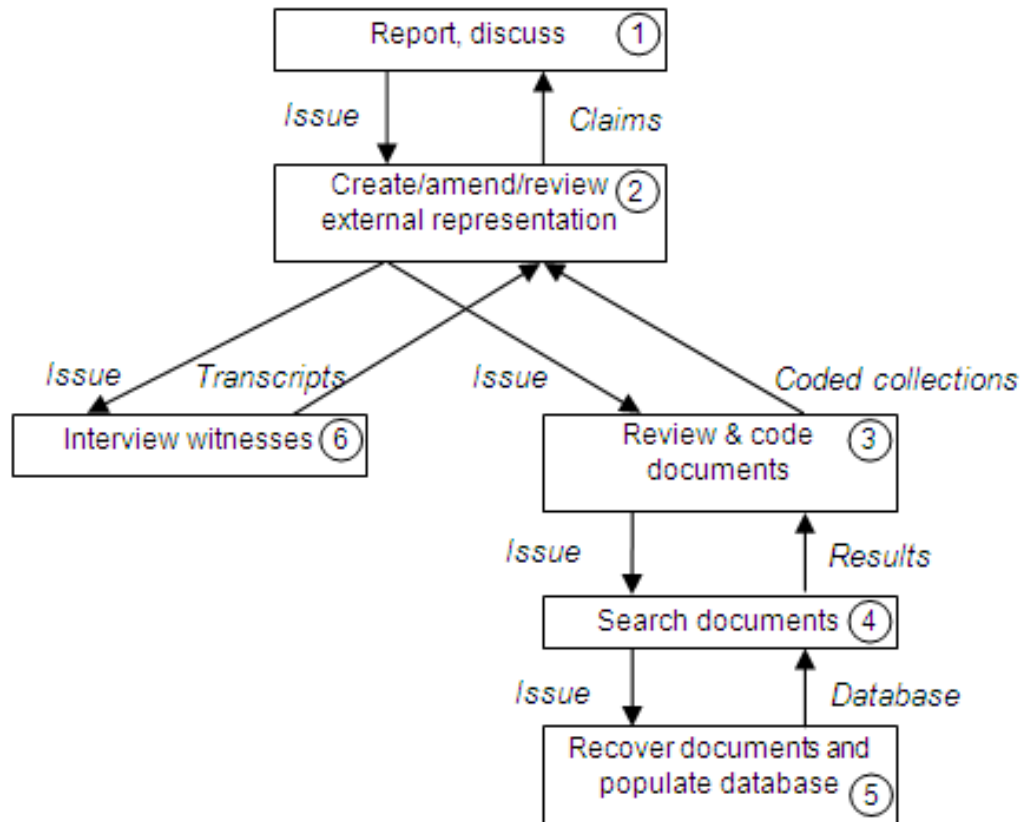 Report, discuss 1
Issue
Claims
Create/amend/review 2
external representation
Issue
Transcripts
Issue
Coded collections
Interview witnesses 6
Review & code 3
documents
Issue
Results
Search documents 4
Issue
Database
Recover documents and
populate database 5